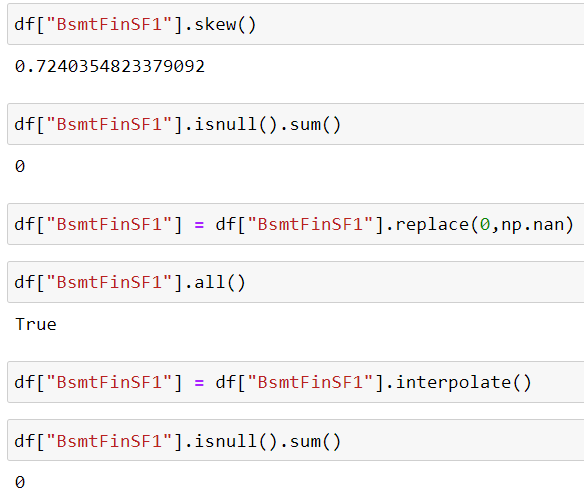 df["BsmtFinSF1"].skew()
0.7240354823379092
df["BsmtFinSF1"].isnull().sum()
0
df["BsmtFinSF1"] = df["BsmtFinSF1"].replace(0,np.nan)
df["BsmtFinSF1"].all()
True
df["BsmtFinSF1"] = df["BsmtFinSF1"].interpolate()
df["BsmtFinSF1"].isnull().sum()
0